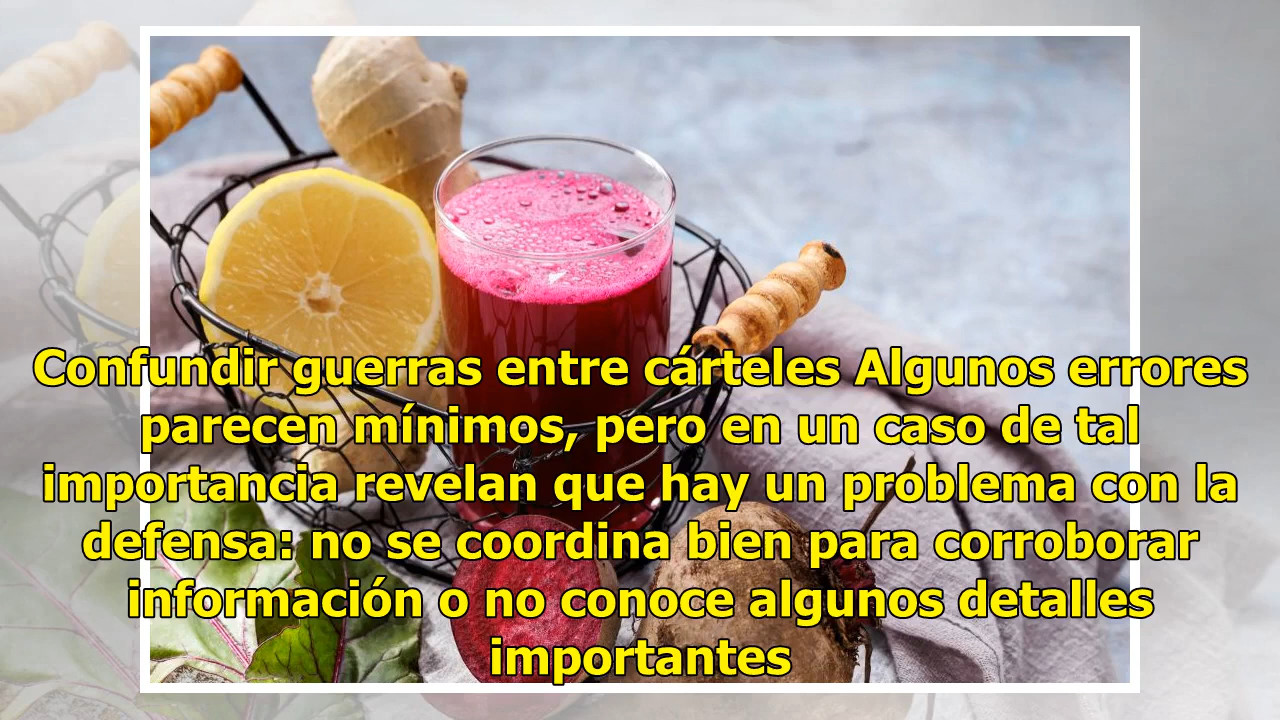 Confundir guerras entre cárteles Algunos errores
parecen mínimos, pero en un caso de tal
importancia revelan que hay un problema con la
defensa: no se coordina bien para corroborar
información o no conoce algunos detalles
importantes